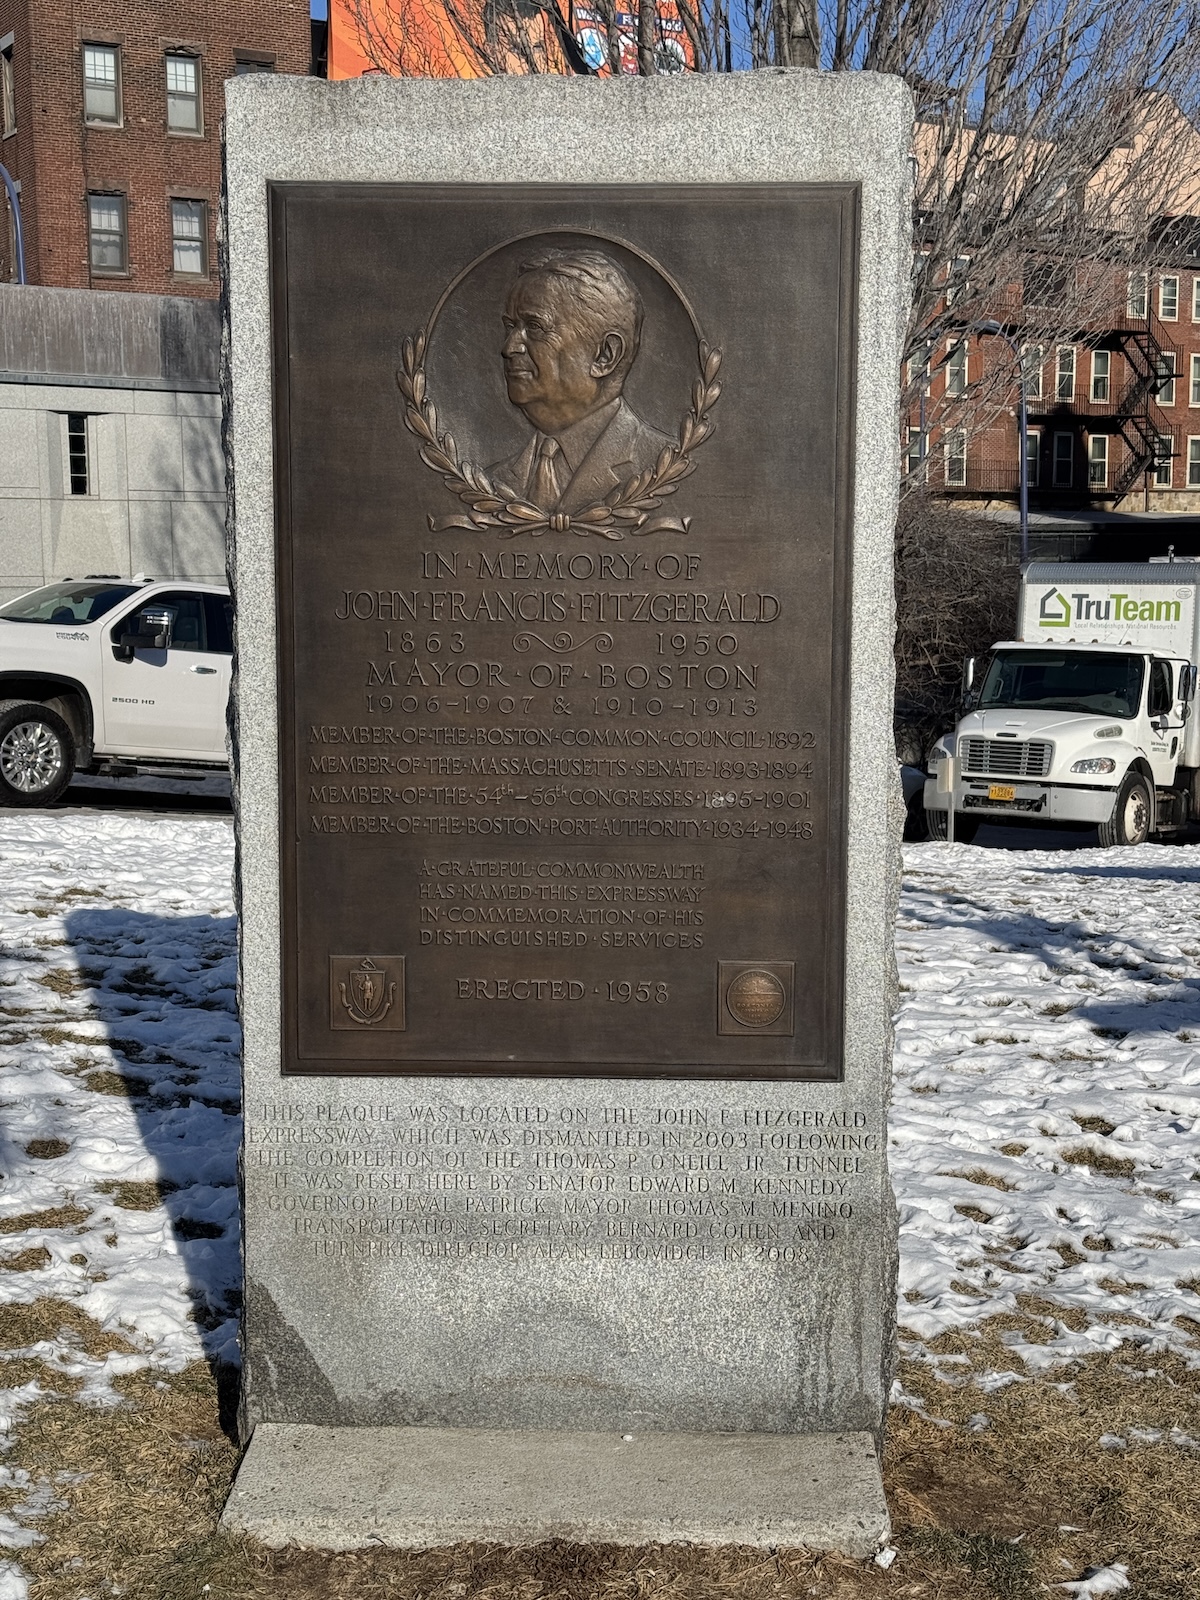 IN·MEMORY·OF
JOHN·FRANCIS·FITZGERALD
1863 1950
MAYOR·OF·BOSTON
1906-1907 & 1910-1913
MEMBER·OF·THE·BOSTON·COMMON·COUNCIL·1892
MEMBER·OF·THE·MASSACHUSETTS·SENATE·1893-1894
MEMBER·OF·THE·54th-56th CONGRESSES·1895-1901
MEMBER·OF·THE·BOSTON·PORT·AUTHORITY·1934-1948
A·GRATEFUL·COMMONWEALTH
HAS·NAMED·THIS·EXPRESSWAY
IN·COMMEMORATION·OF·HIS
DISTINGUISHED·SERVICES
ERECTED·1958
THIS PLAQUE WAS LOCATED ON THE JOHN F. FITZGERALD
EXPRESSWAY, WHICH WAS DISMANTLED IN 2003 FOLLOWING
THE COMPLETION OF THE THOMAS P. O'NEILL JR. TUNNEL
IT WAS RESET HERE BY SENATOR EDWARD M. KENNEDY,
GOVERNOR DEVAL PATRICK, MAYOR THOMAS M. MENINO
TRANSPORTATION SECRETARY BERNARD COHEN AND
TURNPIKE DIRECTOR ALAN LEBOVIDGE IN 2008
2500 HD
TruTeam
Local Relationships. National Resources.